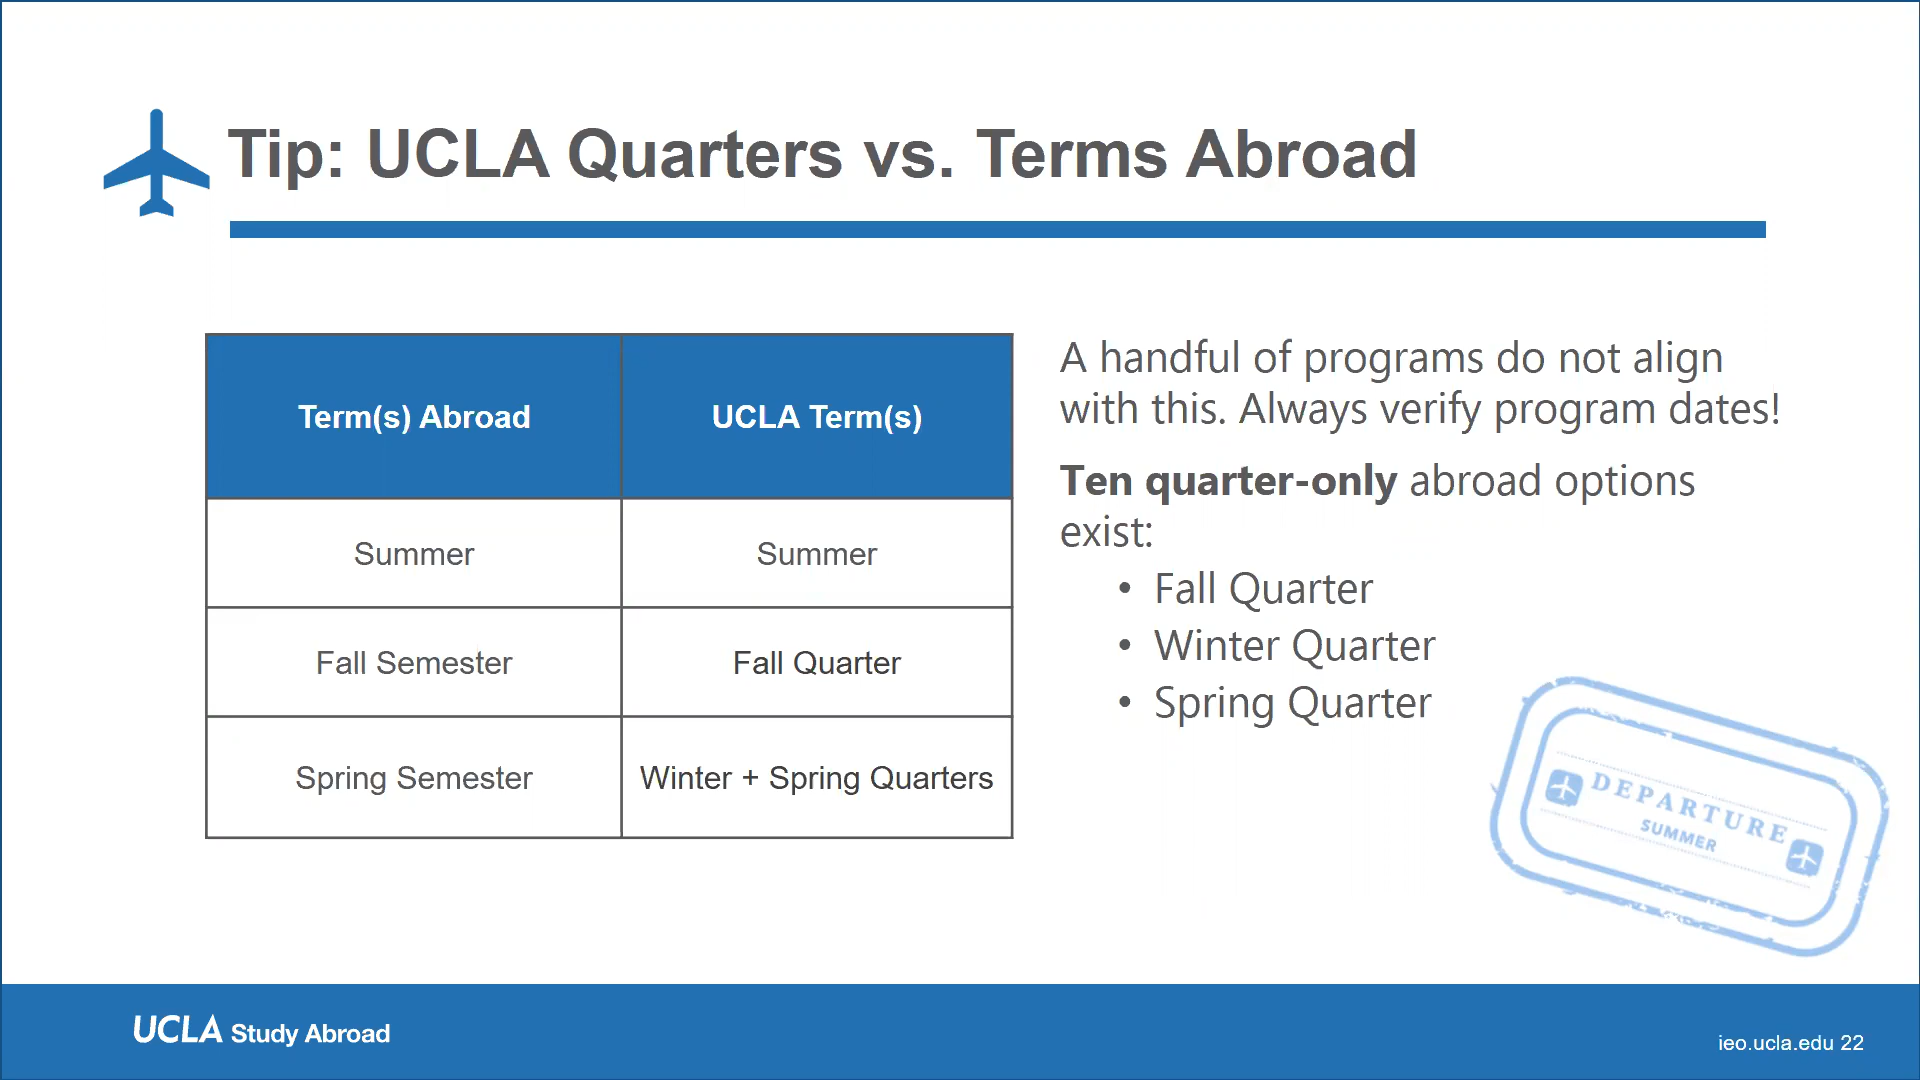 Tip: UCLA Quarters vs. Terms Abroad
Term(s) Abroad
UCLA Term(s)
Summer
Summer
Fall Semester
Fall Quarter
Spring Semester
Winter + Spring Quarters
A handful of programs do not align
with this. Always verify program dates!
Ten quarter-only abroad options
exist:
• Fall Quarter
• Winter Quarter
• Spring Quarter
DEPARTURE
SUMMER
UCLA Study Abroad
ieo.ucla.edu 22